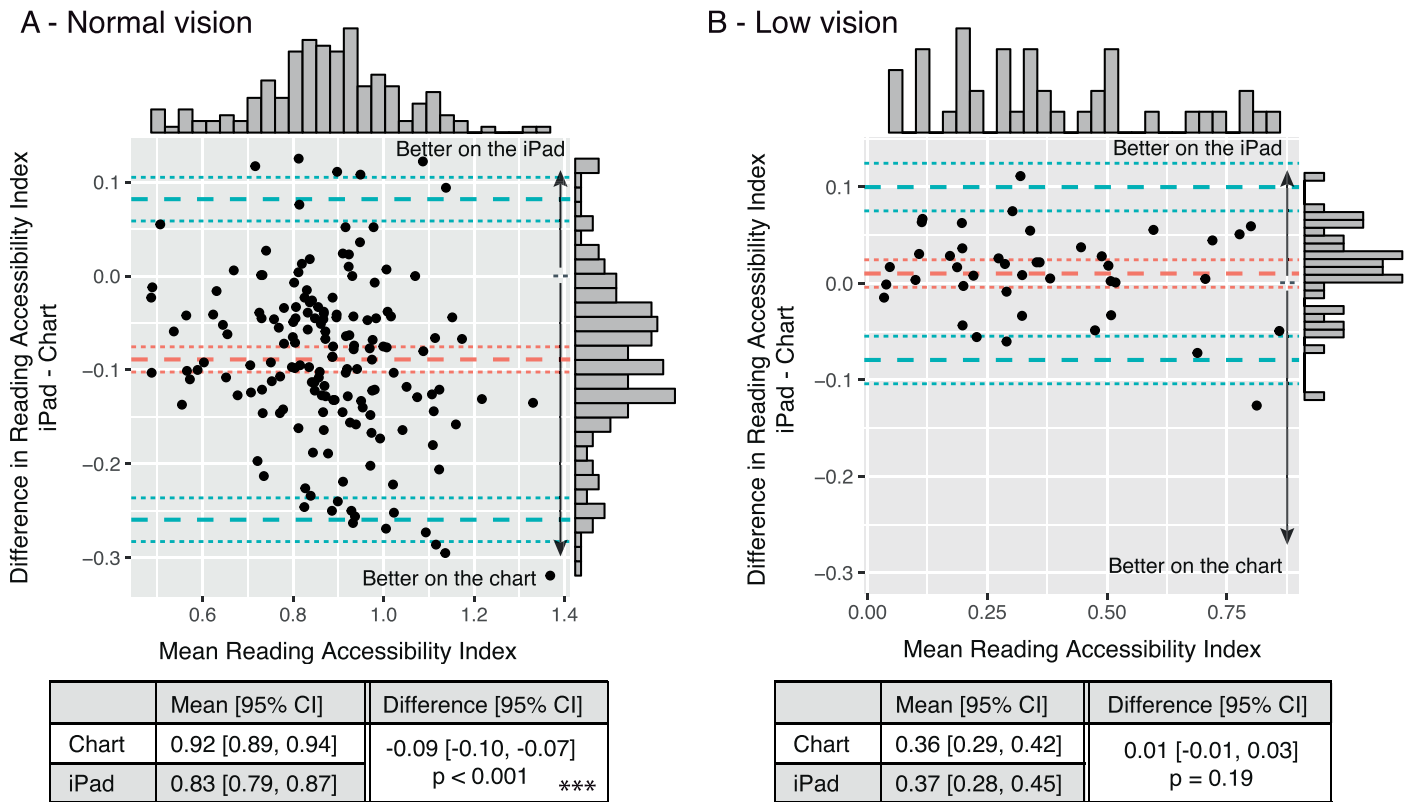 A - Normal vision
Better on the iPad
0.1
0.0
−0.1
−0.2
−0.3
Difference in Reading Accessibility Index
iPad - Chart
Better on the chart
0.6 0.8 1.0 1.2 1.4
Mean Reading Accessibility Index
Mean [95% CI] Difference [95% CI]
Chart 0.92 [0.89, 0.94] -0.09 [-0.10, -0.07]
iPad 0.83 [0.79, 0.87] p < 0.001 ***
B - Low vision
Better on the iPad
0.1
0.0
−0.1
−0.2
−0.3
Difference in Reading Accessibility Index
iPad - Chart
Better on the chart
0.00 0.25 0.50 0.75
Mean Reading Accessibility Index
Mean [95% CI] Difference [95% CI]
Chart 0.36 [0.29, 0.42] 0.01 [-0.01, 0.03]
iPad 0.37 [0.28, 0.45] p = 0.19